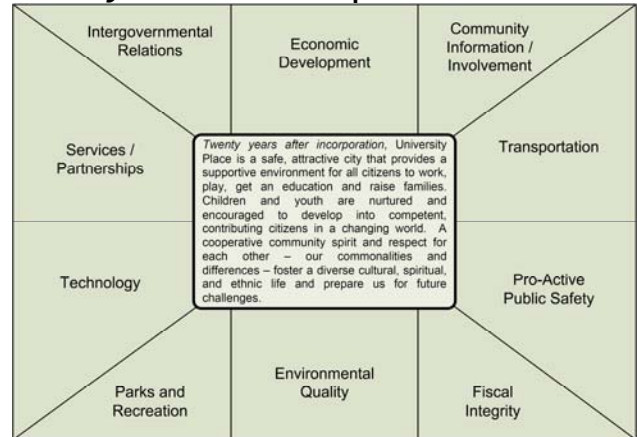 Intergovernmental
Relations
Economic
Development
Community
Information /
Involvement
Services /
Partnerships
Twenty years after incorporation, University
Place is a safe, attractive city that provides a
supportive environment for all citizens to work,
play, get an education and raise families.
Children and youth are nurtured and
encouraged to develop into competent,
contributing citizens in a changing world. A
cooperative community spirit and respect for
each other – our commonalities and
differences – foster a diverse cultural, spiritual,
and ethnic life and prepare us for future
challenges.
Transportation
Technology
Pro-Active
Public Safety
Parks and
Recreation
Environmental
Quality
Fiscal
Integrity